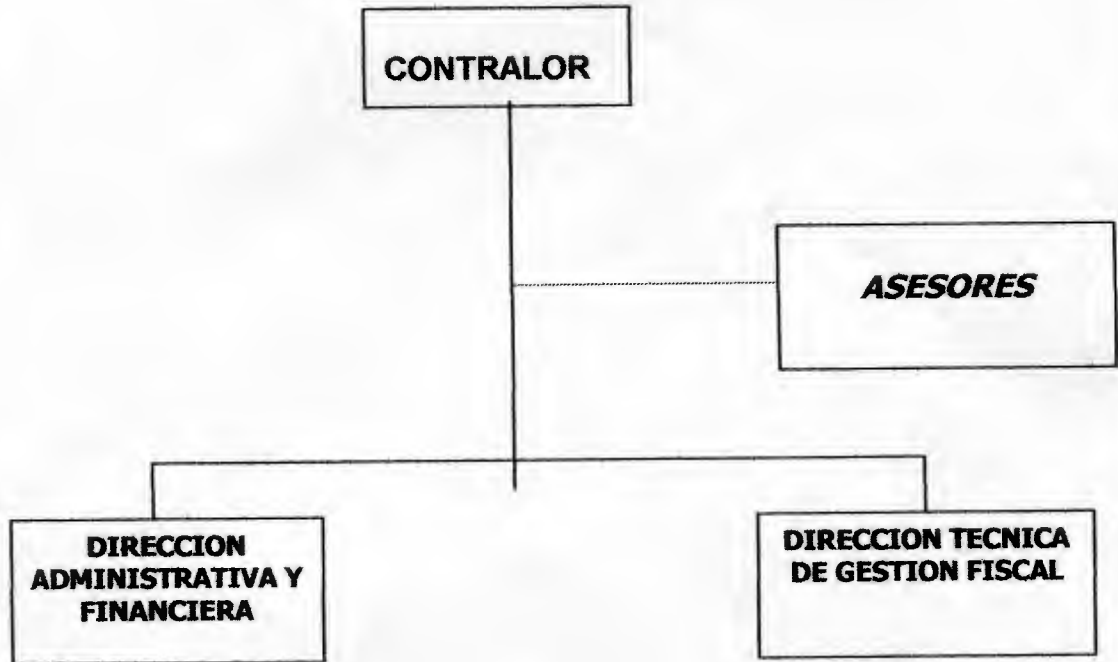 CONTRALOR
ASESORES
DIRECCION
ADMINISTRATIVA Y
FINANCIERA
DIRECCION TECNICA
DE GESTION FISCAL